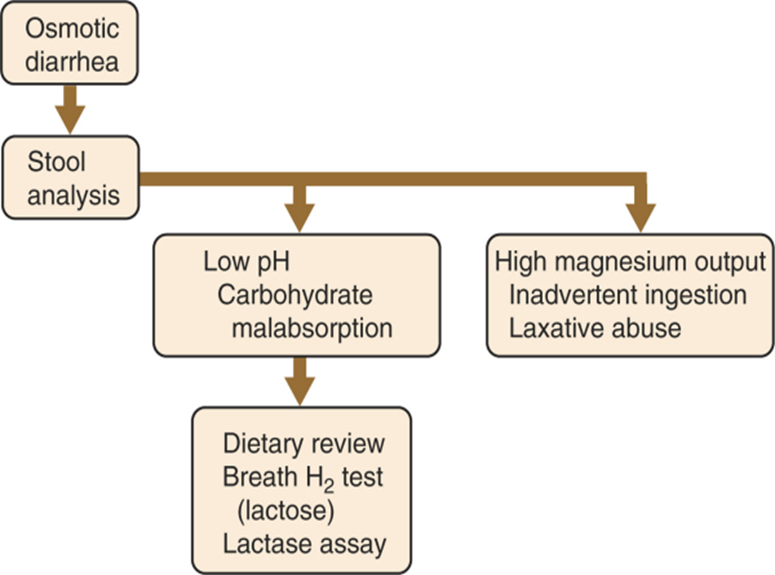 Osmotic
diarrhea
Stool
analysis
Low pH
Carbohydrate
malabsorption
High magnesium output
Inadvertent ingestion
Laxative abuse
Dietary review
Breath H₂ test
(lactose)
Lactase assay